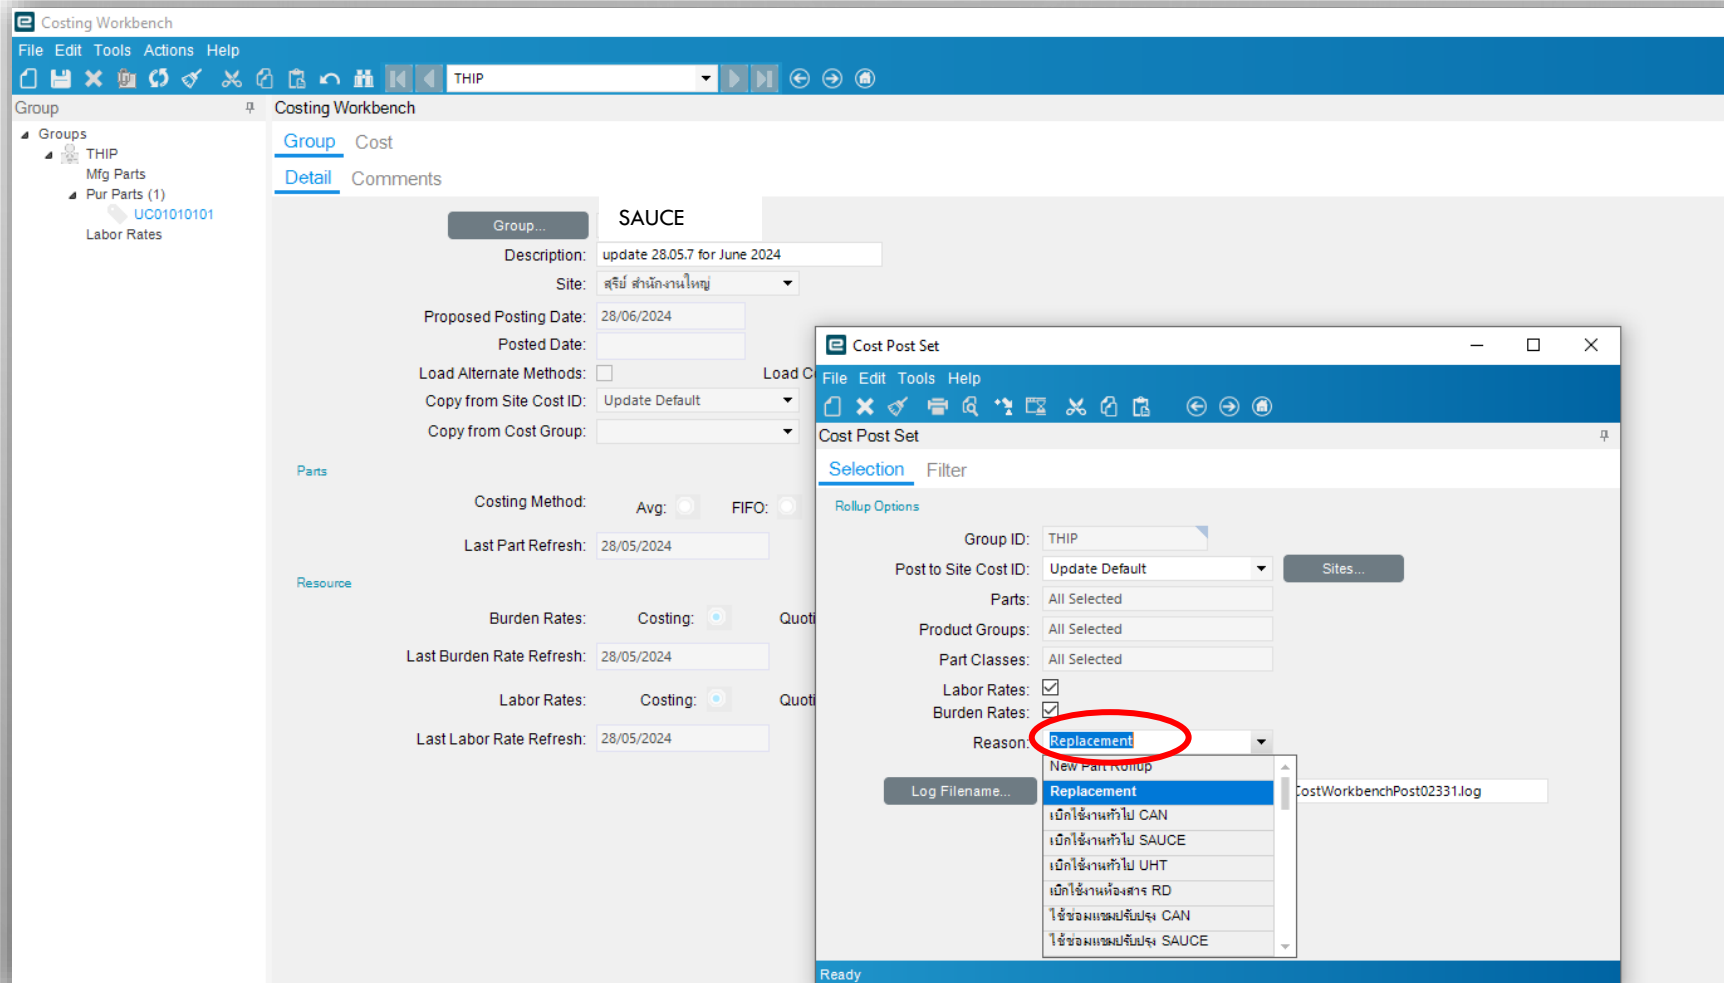 Costing Workbench
File Edit Tools Actions Help
THIP
Group
Costing Workbench
Groups
THIP
Mfg Parts
Pur Parts (1)
UC01010101
Labor Rates
Group Cost
Detail Comments
Group... SAUCE
Description: update 28.05.7 for June 2024
Site: สุรีย์ สำนักงานใหญ่
Proposed Posting Date: 28/06/2024
Posted Date:
Load Alternate Methods: Load C
Copy from Site Cost ID: Update Default
Copy from Cost Group:
Parts
Costing Method: Avg: FIFO:
Last Part Refresh: 28/05/2024
Resource
Burden Rates: Costing: Quoti
Last Burden Rate Refresh: 28/05/2024
Labor Rates: Costing: Quoti
Last Labor Rate Refresh: 28/05/2024
Cost Post Set
File Edit Tools Help
Cost Post Set
Selection Filter
Rollup Options
Group ID: THIP
Post to Site Cost ID: Update Default Sites...
Parts: All Selected
Product Groups: All Selected
Part Classes: All Selected
Labor Rates:
Burden Rates:
Reason: Replacement
New Part Rollup
Log Filename... Replacement CostWorkbenchPost02331.log
เบิกใช้งานทั่วไป CAN
เบิกใช้งานทั่วไป SAUCE
เบิกใช้งานทั่วไป UHT
เบิกใช้งานห้องสาร RD
ใช้ซ่อมแซมปรับปรุง CAN
ใช้ซ่อมแซมปรับปรุง SAUCE
Ready